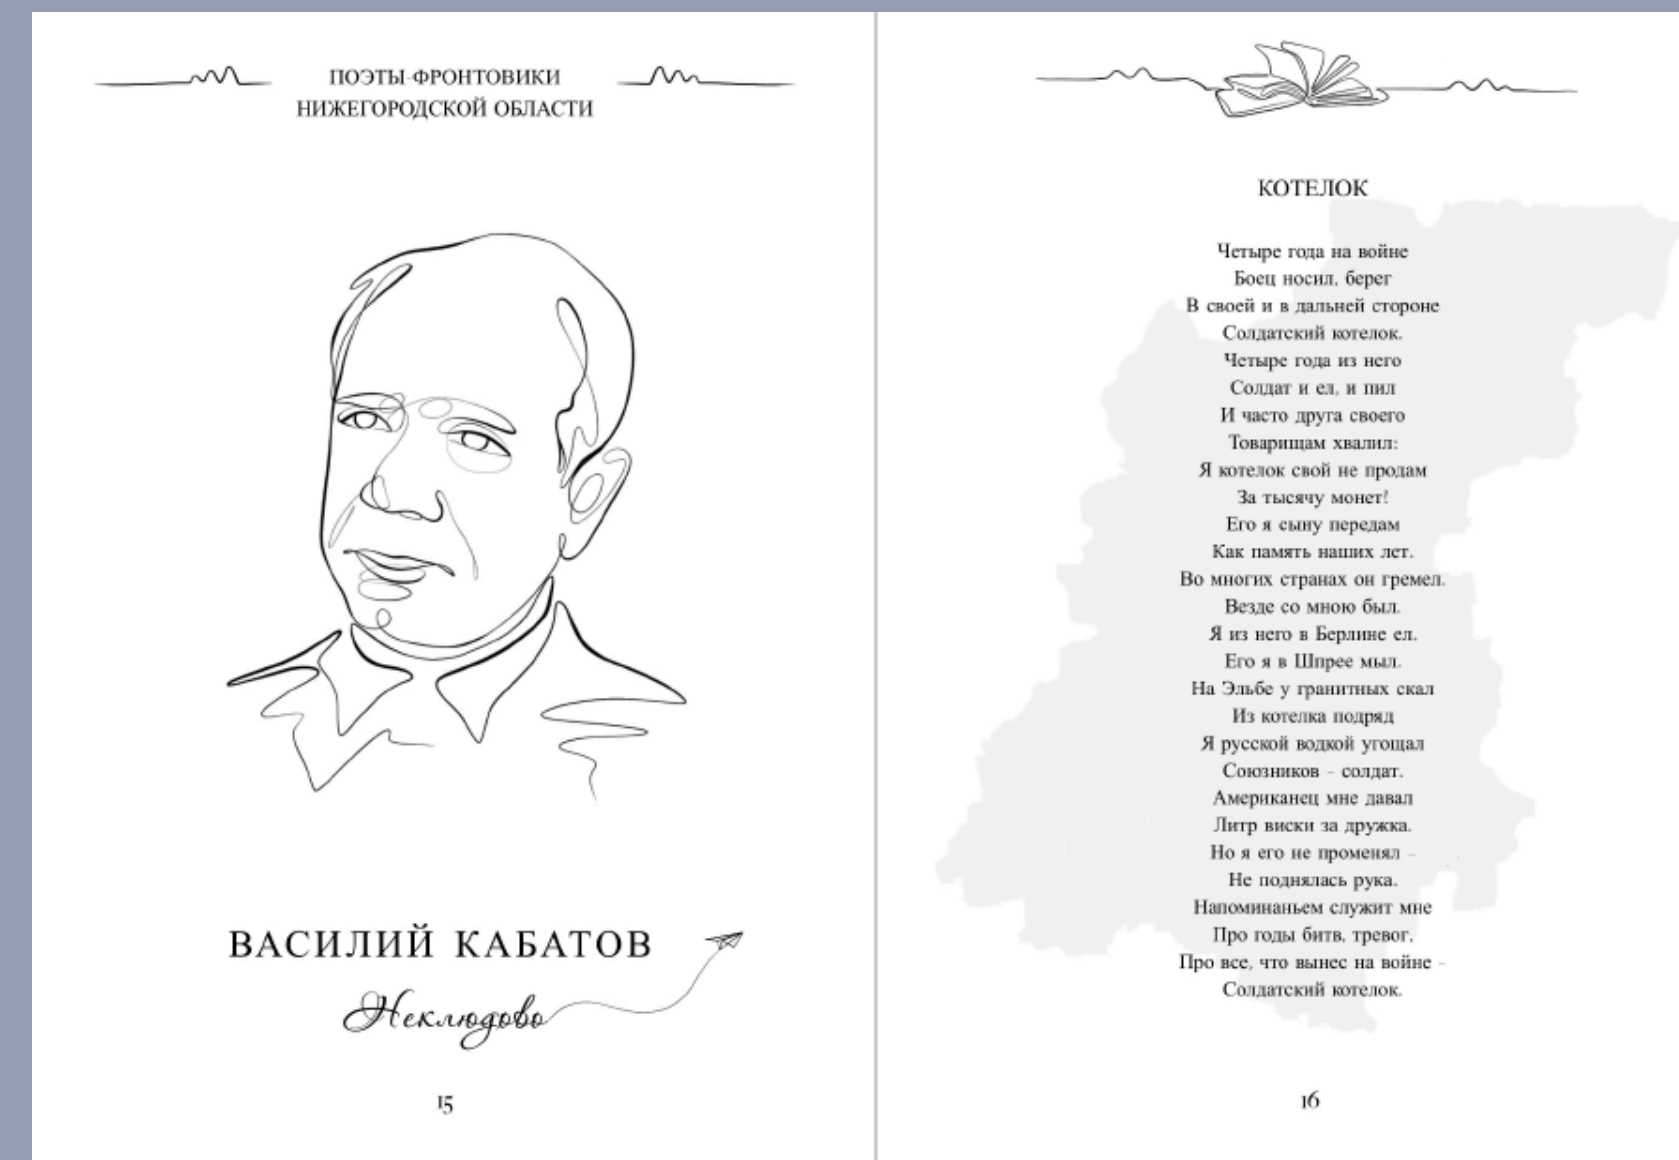 ПОЭТЫ-ФРОНТОВИКИ
НИЖЕГОРОДСКОЙ ОБЛАСТИ
ВАСИЛИЙ КАБАТОВ
Неклюдово
15
КОТЕЛОК
Четыре года на войне
Боец носил, берег
В своей и в дальней стороне
Солдатский котелок.
Четыре года из него
Солдат и ел, и пил
И часто друга своего
Товарищам хвалил:
Я котелок свой не продам
За тысячу монет!
Его я сыну передам
Как память наших лет.
Во многих странах он гремел.
Везде со мною был.
Я из него в Берлине ел.
Его я в Шпрее мыл.
На Эльбе у гранитных скал
Из котелка подряд
Я русской водкой угощал
Союзников - солдат.
Американец мне давал
Литр виски за дружка.
Но я его не променял -
Не поднялась рука.
Напоминаньем служит мне
Про годы битв, тревог,
Про все, что вынес на войне -
Солдатский котелок.
16